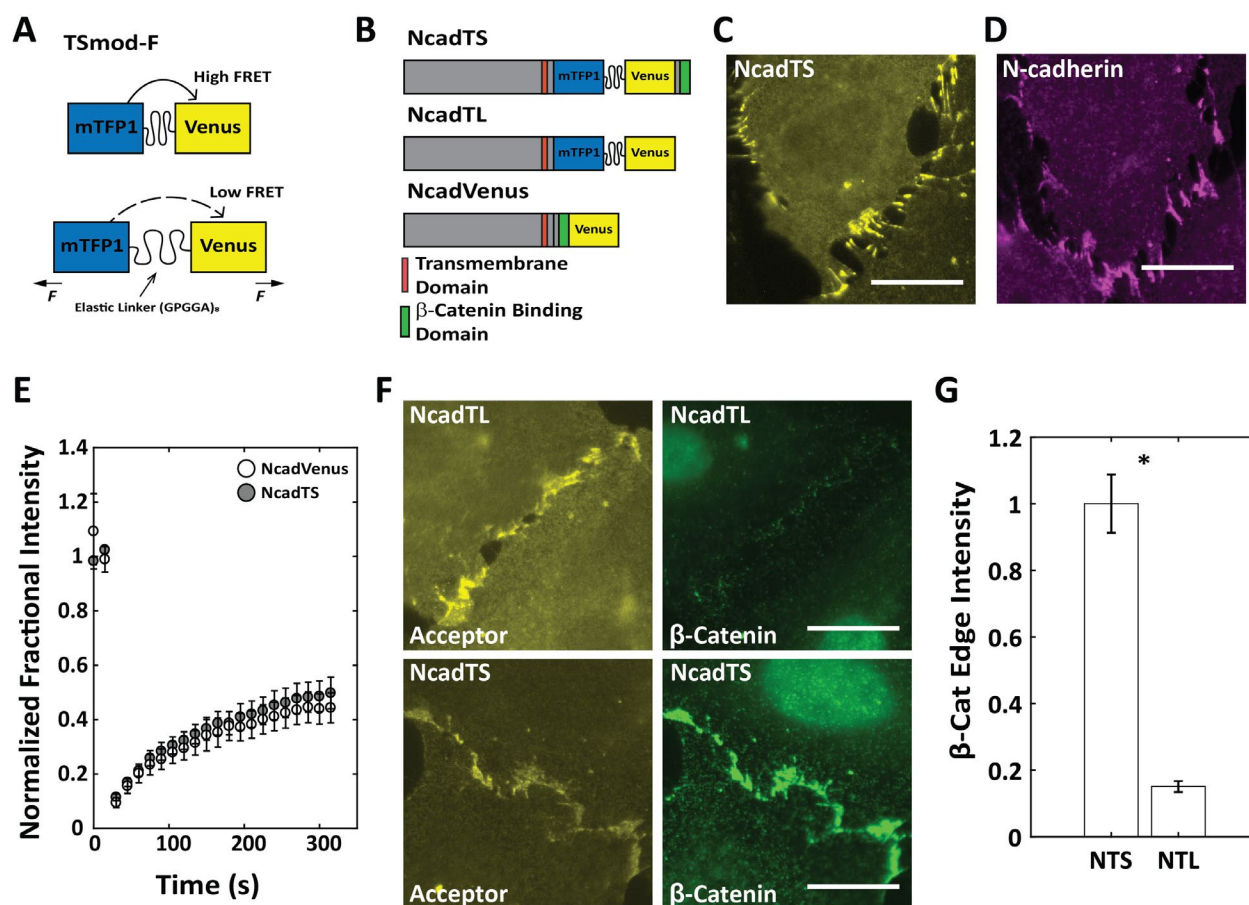 A
TSmod-F
High FRET
mTFP1
Venus
Low FRET
mTFP1
Venus
F
F
Elastic Linker (GPGGA)₈
B
NcadTS
mTFP1
Venus
NcadTL
mTFP1
Venus
NcadVenus
Venus
Transmembrane
Domain
β-Catenin Binding
Domain
C
NcadTS
D
N-cadherin
E
Normalized Fractional Intensity
1.4
1.2
1
0.8
0.6
0.4
0.2
0
NcadVenus
NcadTS
0
100
200
300
Time (s)
F
NcadTL
Acceptor
NcadTL
β-Catenin
NcadTS
Acceptor
NcadTS
β-Catenin
G
β-Cat Edge Intensity
1.2
1
0.8
0.6
0.4
0.2
0
*
NTS
NTL